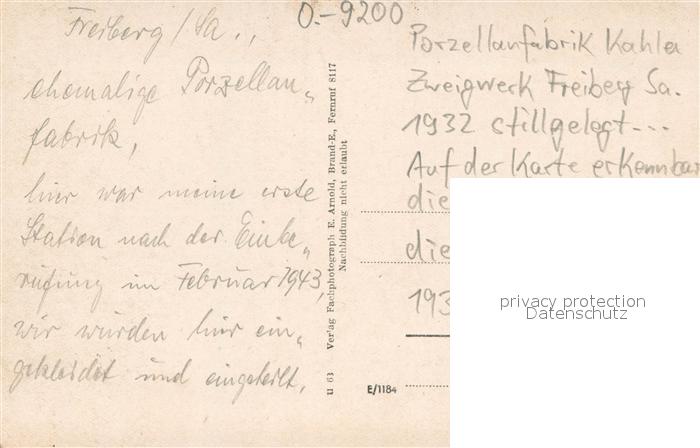 O.-9200
Freiberg / Sa.,
ehemalige Porzellan„
fabrik,
hier war meine erste
Station nach der Einbe„
rufung im Februar 1943,
wir wurden hier ein„
gekleidet und eingeteilt.
U 63 Verlag Fachphotograph E. Arnold, Brand-E., Fernruf 8117
Nachbildung nicht erlaubt
Porzellanfabrik Kahla
Zweigwerk Freiberg Sa.
1932 stillgelegt---
Auf der Karte erkennbar
die
die
193
E/1184
privacy protection
Datenschutz